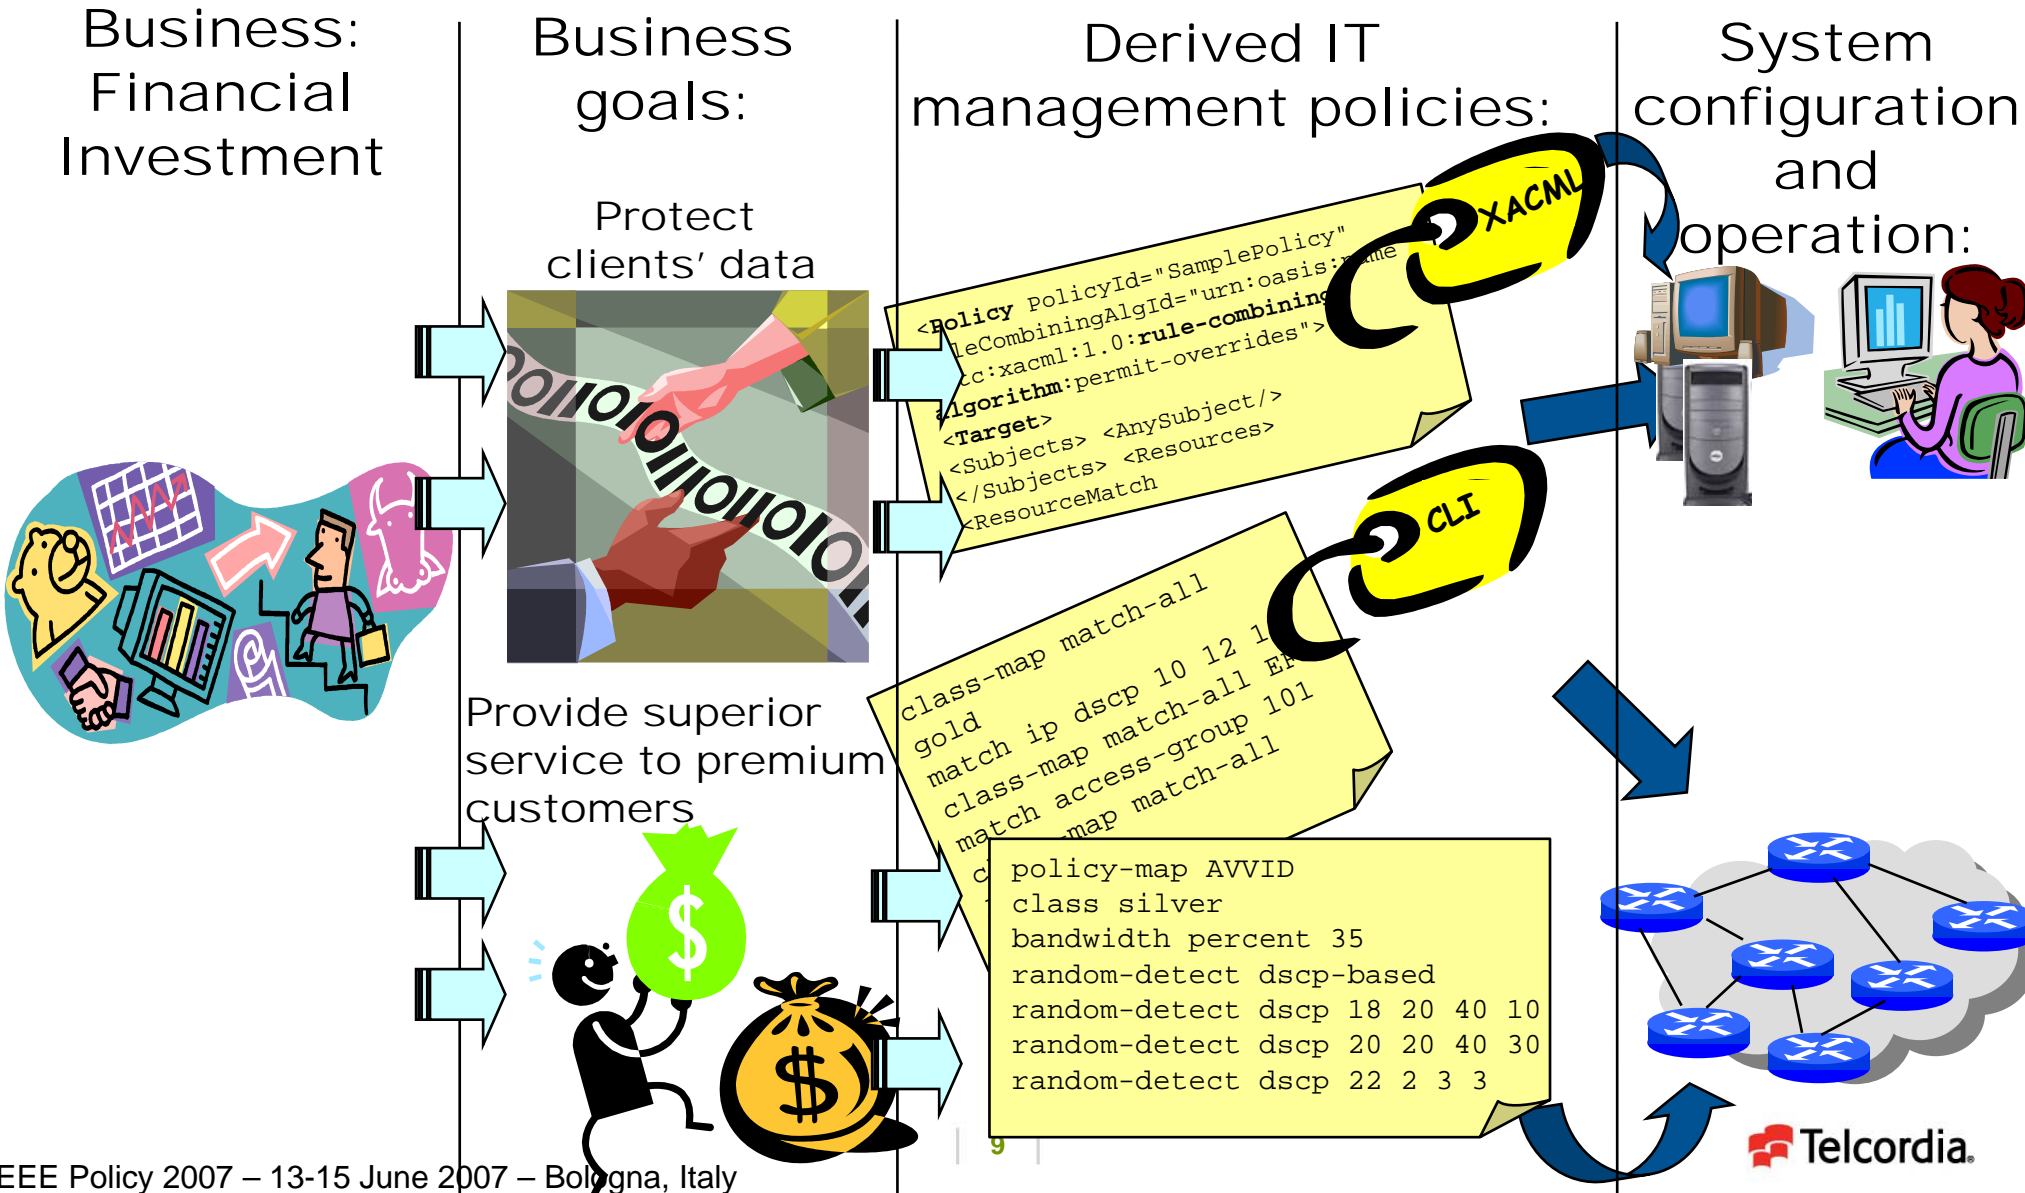 Business:
Financial
Investment
Business
goals:
Derived IT
management policies:
System
configuration
and
operation:
Protect
clients' data
XACML
<Policy PolicyId="SamplePolicy"
leCombiningAlgId="urn:oasis:name
tc:xacml:1.0:rule-combining
algorithm:permit-overrides">
<Target>
<Subjects> <AnySubject/>
</Subjects> <Resources>
<ResourceMatch
CLI
class-map match-all
gold
match ip dscp 10 12 1
class-map match-all EF
match access-group 101
map match-all
Provide superior
service to premium
customers
policy-map AVVID
class silver
bandwidth percent 35
random-detect dscp-based
random-detect dscp 18 20 40 10
random-detect dscp 20 20 40 30
random-detect dscp 22 2 3 3
$
$
9
Telcordia.
EEE Policy 2007 – 13-15 June 2007 – Bologna, Italy